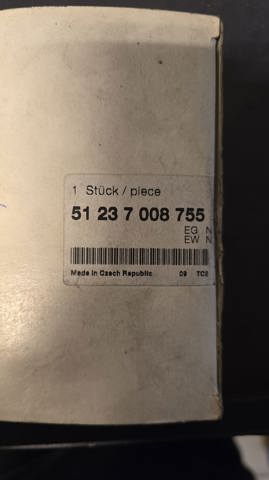 1 Stück / piece
51 23 7 008 755
EG N
EW N
Made in Czech Republic 09 TC2